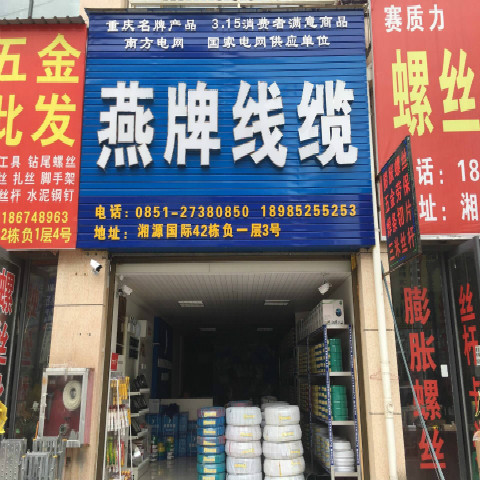 重庆名牌产品 3.15消费者满意商品
南方电网 国家电网供应单位
燕牌线缆
电话：0851-27380850 18985255253
地址：湘源国际42栋负一层3号
五金
批发
工具 钻尾螺丝
丝 扎丝 脚手架
丝杆 水泥钢钉
186748963
2栋负1层4号
赛质力
螺丝
话：18
址：湘
膨胀螺丝
丝杆
螺丝